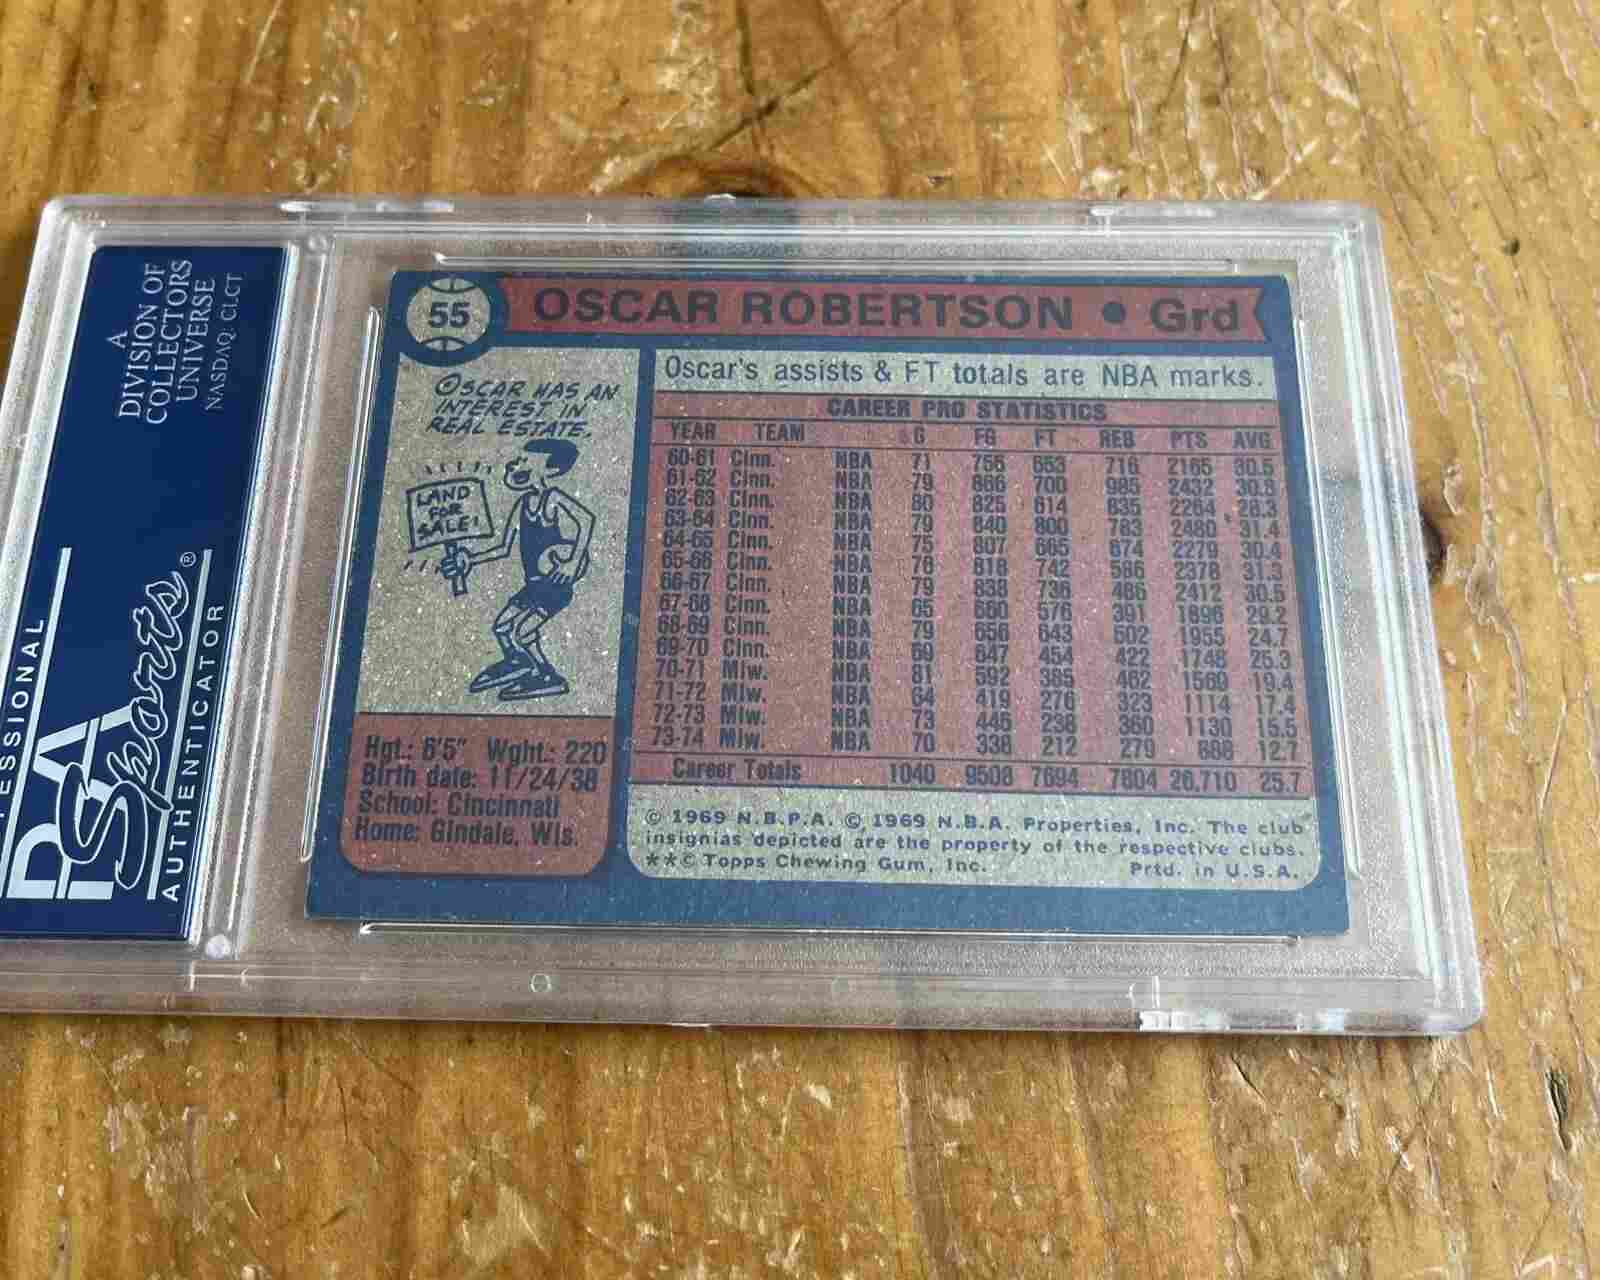 A
DIVISION OF
COLLECTORS
UNIVERSE
NASDAQ: CLCT
PSA
Sports®
AUTHENTICATOR
55
OSCAR ROBERTSON • Grd
OSCAR HAS AN
INTEREST IN
REAL ESTATE.
LAND
FOR
SALE!
Hgt.: 6'5" Wght.: 220
Birth date: 11/24/38
School: Cincinnati
Home: Glndale, Wis.
Oscar's assists & FT totals are NBA marks.
CAREER PRO STATISTICS
YEAR TEAM G FG FT REB PTS AVG
60-61 Cinn. NBA 71 756 653 716 2165 30.5
61-62 Cinn. NBA 79 866 700 985 2432 30.8
62-63 Cinn. NBA 80 825 614 835 2264 28.3
63-64 Cinn. NBA 79 840 800 783 2480 31.4
64-65 Cinn. NBA 75 807 665 674 2279 30.4
65-66 Cinn. NBA 76 818 742 586 2378 31.3
66-67 Cinn. NBA 79 838 736 486 2412 30.5
67-68 Cinn. NBA 65 660 576 391 1896 29.2
68-69 Cinn. NBA 79 656 643 502 1955 24.7
69-70 Cinn. NBA 69 647 454 422 1748 25.3
70-71 Mlw. NBA 81 592 385 462 1569 19.4
71-72 Mlw. NBA 64 419 276 323 1114 17.4
72-73 Mlw. NBA 73 446 238 360 1130 15.5
73-74 Mlw. NBA 70 338 212 279 888 12.7
Career Totals 1040 9508 7694 7804 26,710 25.7
© 1969 N.B.P.A. © 1969 N.B.A. Properties, Inc. The club
insignias depicted are the property of the respective clubs.
**© Topps Chewing Gum, Inc. Prtd. in U.S.A.